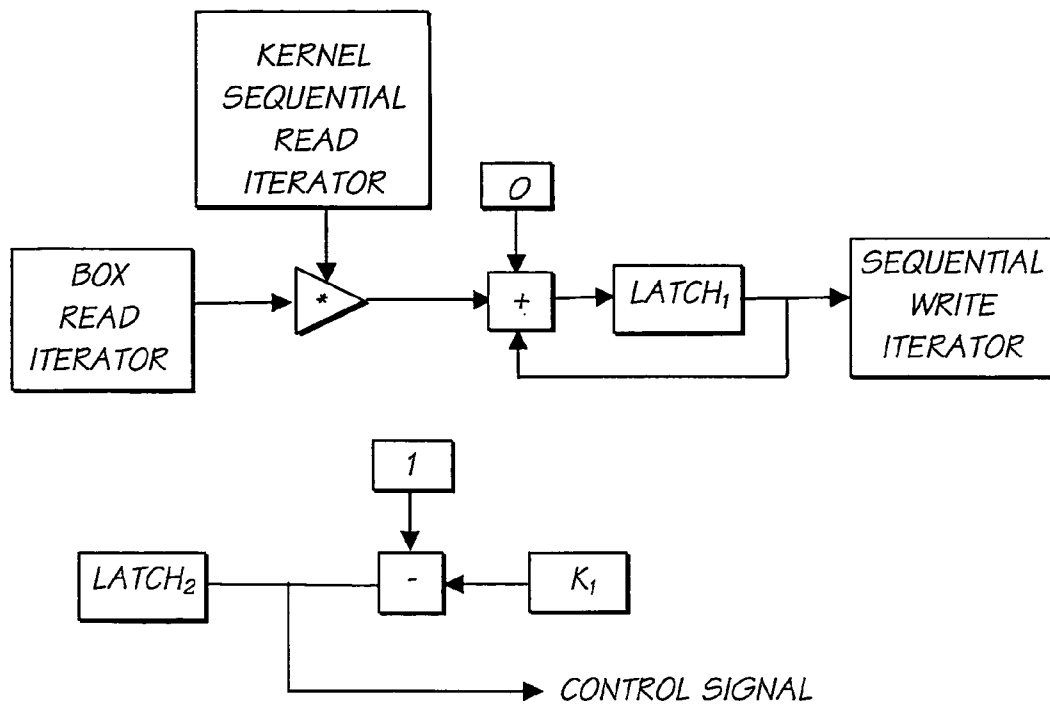 KERNEL
SEQUENTIAL
READ
ITERATOR
0
BOX
READ
ITERATOR
*
+
LATCH₁
SEQUENTIAL
WRITE
ITERATOR
1
LATCH₂
-
K₁
CONTROL SIGNAL